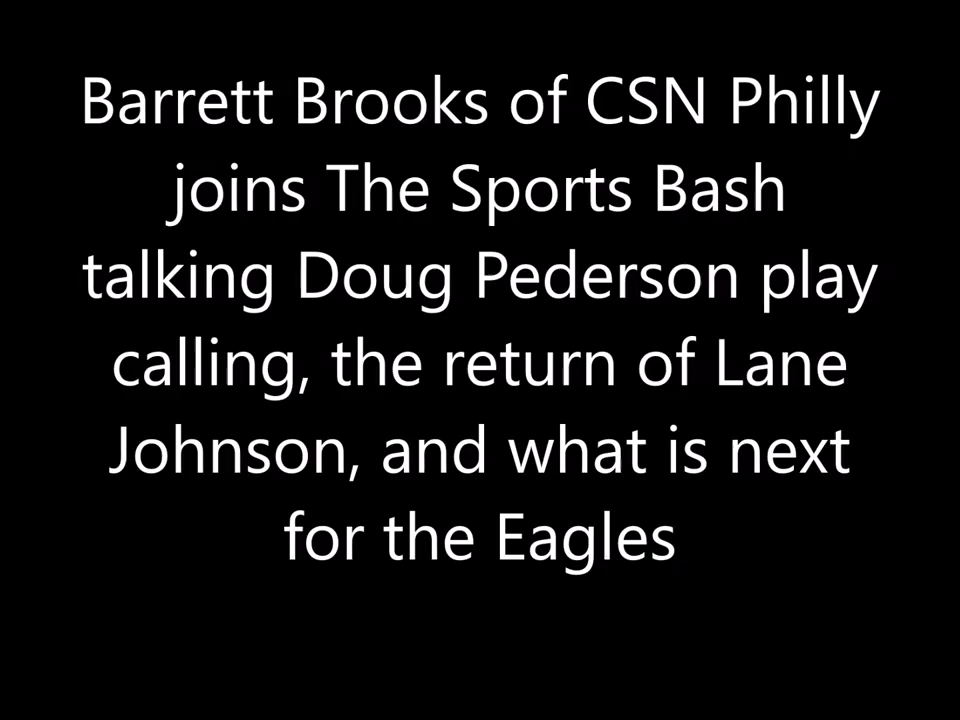 Barrett Brooks of CSN Philly
joins The Sports Bash
talking Doug Pederson play
calling, the return of Lane
Johnson, and what is next
for the Eagles